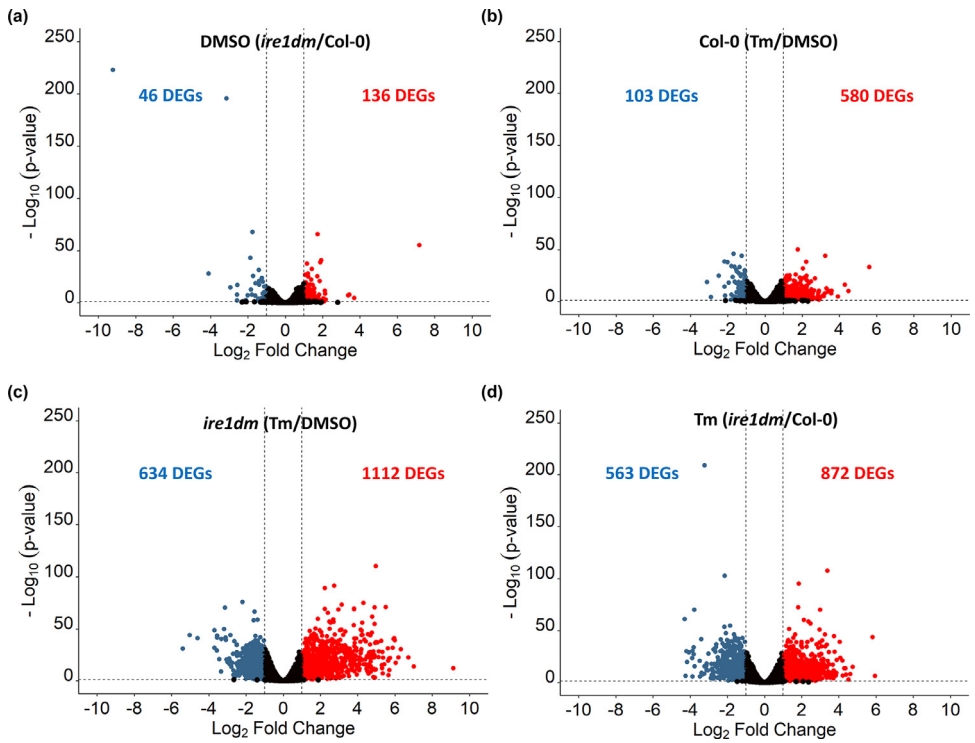 (a)
DMSO (ire1dm/Col-0)
46 DEGs
136 DEGs
- Log10 (p-value)
250
200
150
100
50
0
-10 -8 -6 -4 -2 0 2 4 6 8 10
Log2 Fold Change
(b)
Col-0 (Tm/DMSO)
103 DEGs
580 DEGs
- Log10 (p-value)
250
200
150
100
50
0
-10 -8 -6 -4 -2 0 2 4 6 8 10
Log2 Fold Change
(c)
ire1dm (Tm/DMSO)
634 DEGs
1112 DEGs
- Log10 (p-value)
250
200
150
100
50
0
-10 -8 -6 -4 -2 0 2 4 6 8 10
Log2 Fold Change
(d)
Tm (ire1dm/Col-0)
563 DEGs
872 DEGs
- Log10 (p-value)
250
200
150
100
50
0
-10 -8 -6 -4 -2 0 2 4 6 8 10
Log2 Fold Change